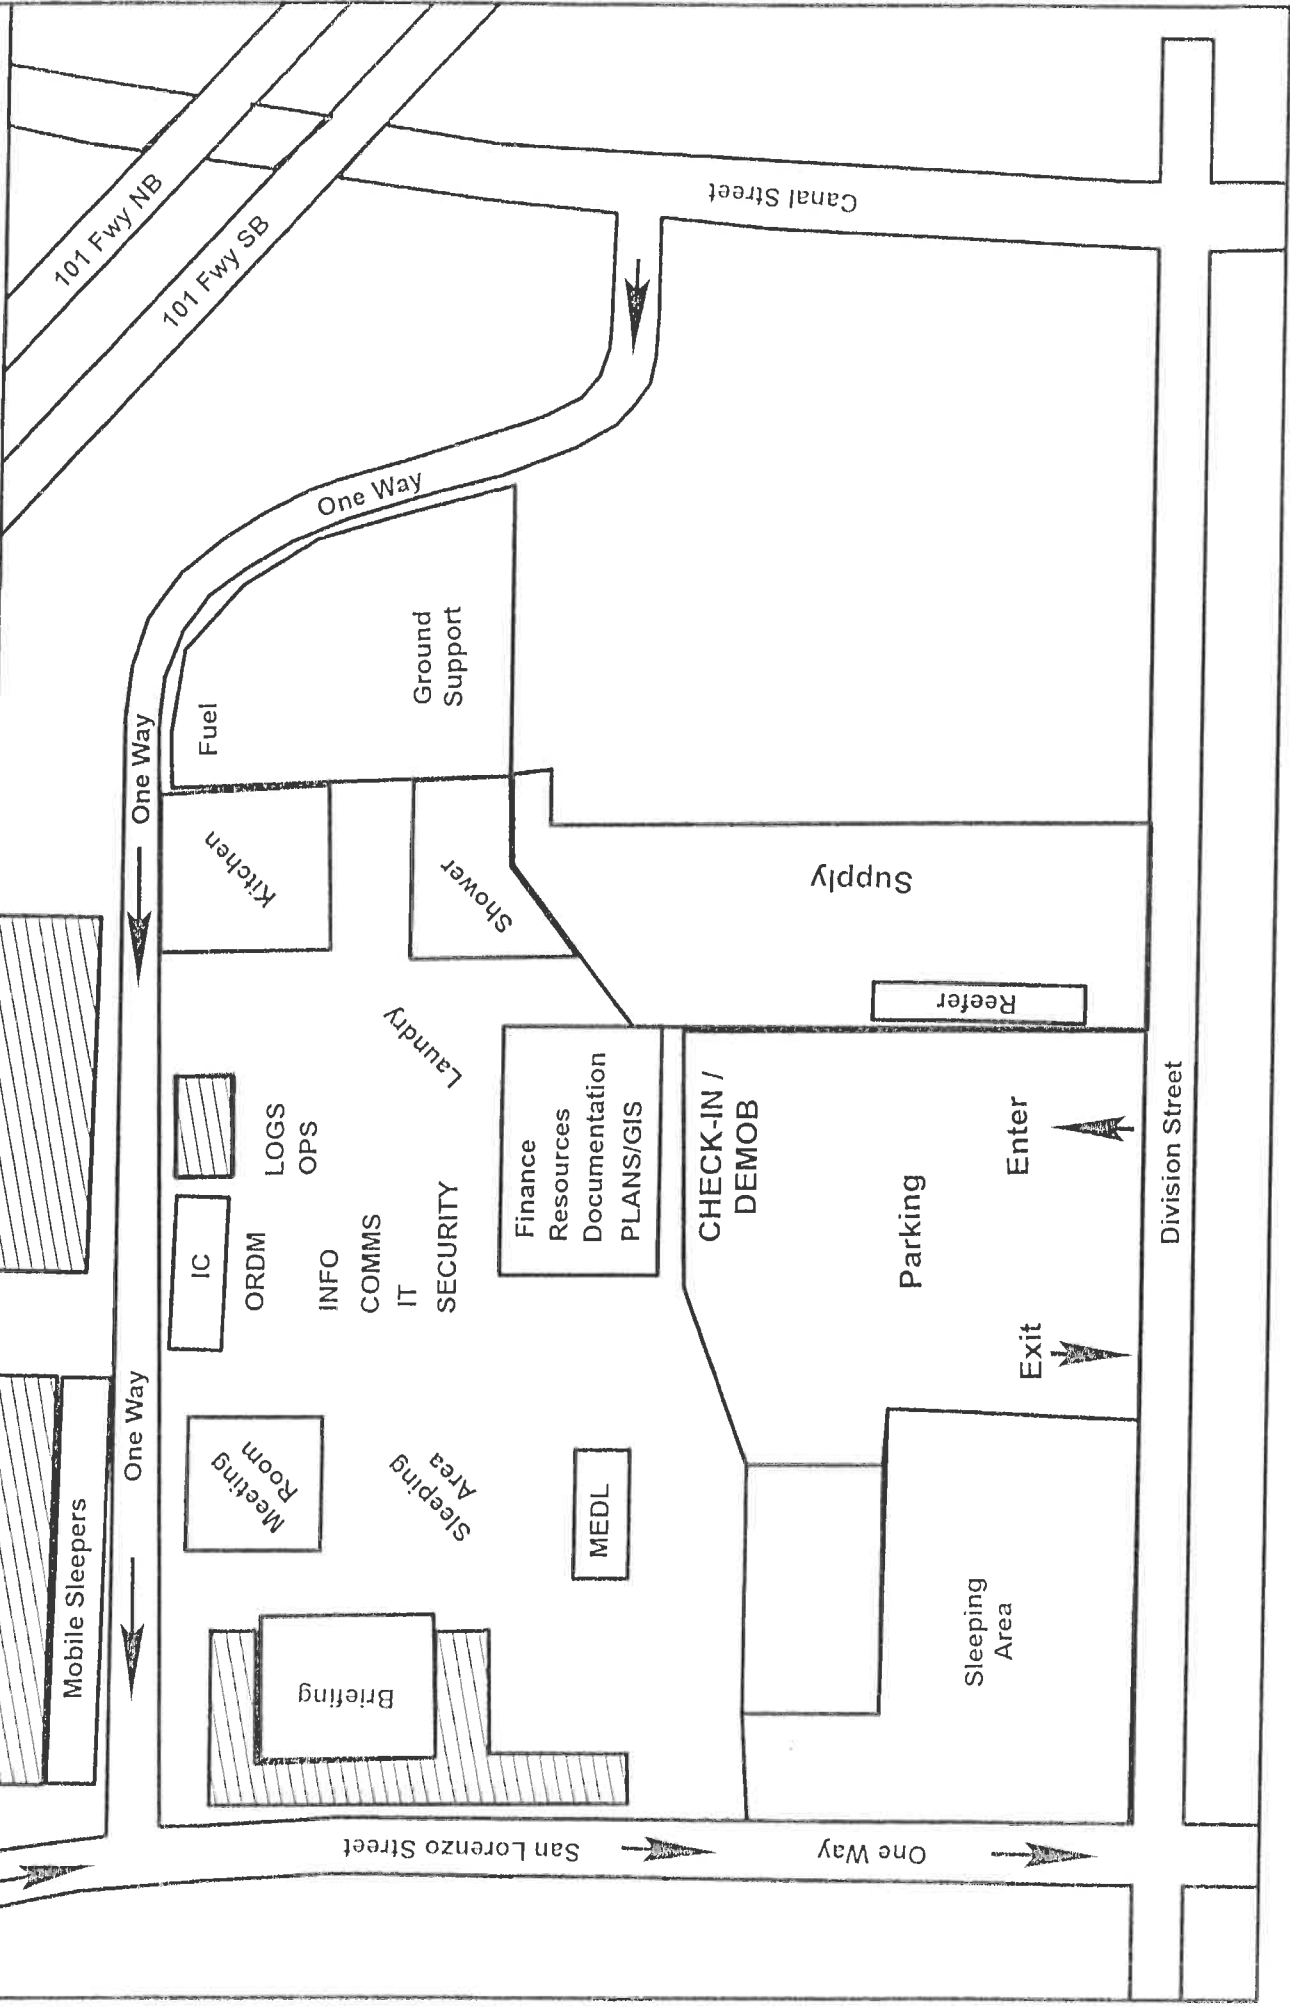 Mobile Sleepers
One Way
One Way
One Way
101 Fwy NB
101 Fwy SB
San Lorenzo Street
One Way
Briefing
Meeting
Room
Sleeping
Area
MEDL
IC
ORDM
INFO
COMMS
IT
SECURITY
LOGS
OPS
Laundry
Kitchen
Shower
Fuel
Ground
Support
Finance
Resources
Documentation
PLANS/GIS
CHECK-IN /
DEMOB
Parking
Exit
Enter
Sleeping
Area
Supply
Reefer
Canal Street
Division Street